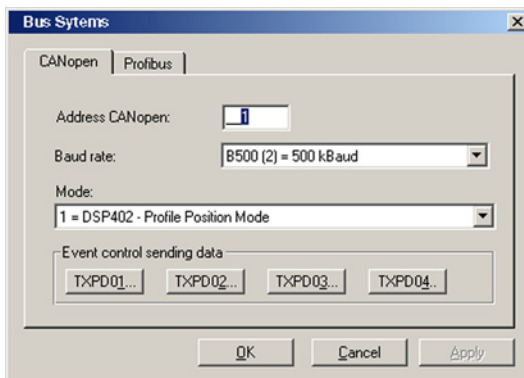 Bus Sytems
CANopen Profibus
Address CANopen: __1
Baud rate: B500 (2) = 500 kBaud
Mode:
1 = DSP402 - Profile Position Mode
Event control sending data
TXPD01... TXPD02... TXPD03... TXPD04..
OK Cancel Apply